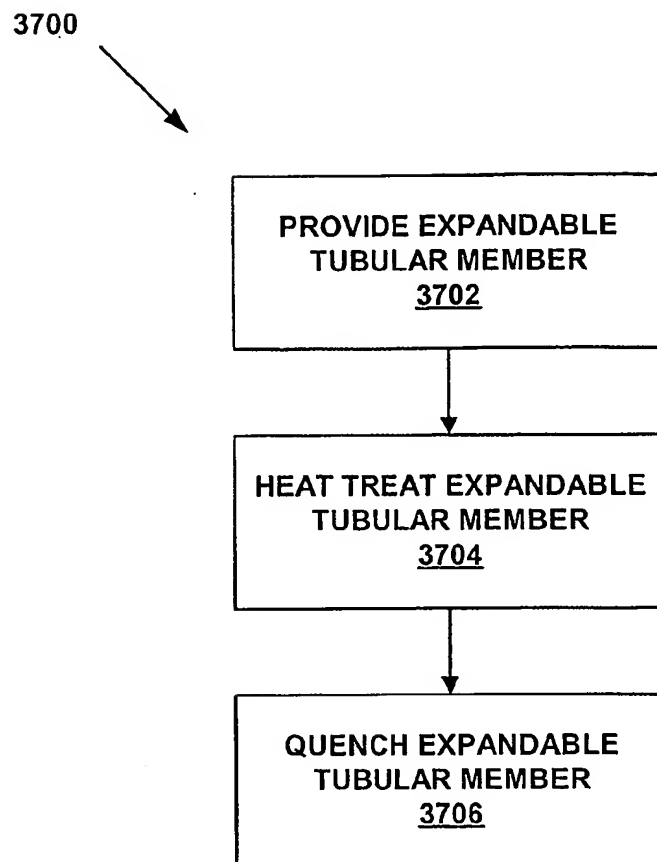 3700
PROVIDE EXPANDABLE
TUBULAR MEMBER
3702
HEAT TREAT EXPANDABLE
TUBULAR MEMBER
3704
QUENCH EXPANDABLE
TUBULAR MEMBER
3706